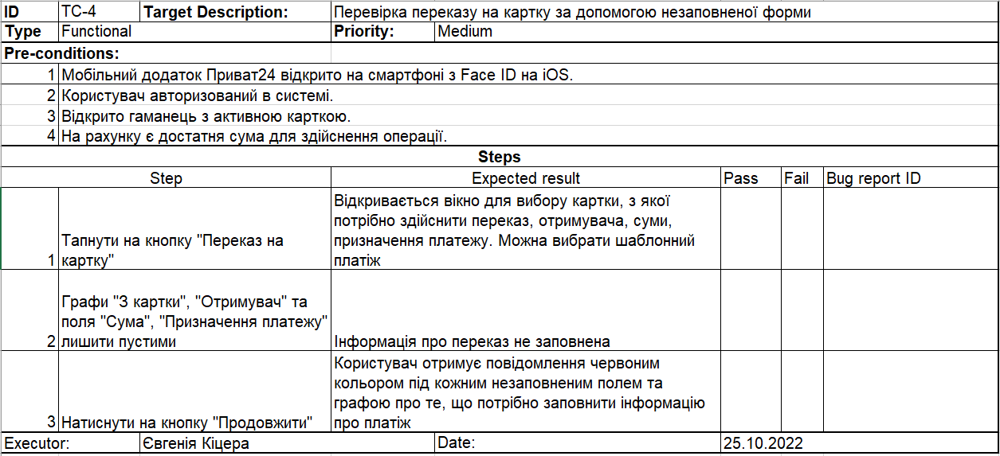 ID TC-4 Target Description: Перевірка переказу на картку за допомогою незаповненої форми
Type Functional Priority: Medium
Pre-conditions:
1 Мобільний додаток Приват24 відкрито на смартфоні з Face ID на iOS.
2 Користувач авторизований в системі.
3 Відкрито гаманець з активною карткою.
4 На рахунку є достатня сума для здійснення операції.
Steps
Step Expected result Pass Fail Bug report ID
1 Тапнути на кнопку "Переказ на
картку"
Відкривається вікно для вибору картки, з якої
потрібно здійснити переказ, отримувача, суми,
призначення платежу. Можна вибрати шаблонний
платіж
2 Графи "З картки", "Отримувач" та
поля "Сума", "Призначення платежу"
лишити пустими
Інформація про переказ не заповнена
3 Натиснути на кнопку "Продовжити"
Користувач отримує повідомлення червоним
кольором під кожним незаповненим полем та
графою про те, що потрібно заповнити інформацію
про платіж
Executor: Євгенія Кіцера Date: 25.10.2022